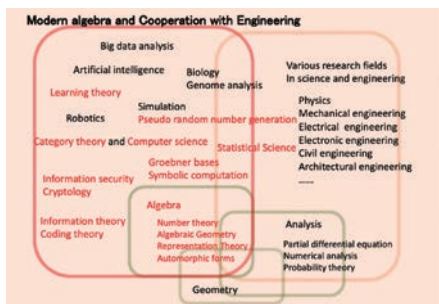 Modern algebra and Cooperation with Engineering
Big data analysis
Artificial intelligence
Learning theory
Biology
Genome analysis
Robotics
Simulation
Pseudo random number generation
Category theory and Computer science
Statistical Science
Groebner bases
Symbolic computation
Information security
Cryptology
Information theory
Coding theory
Algebra
Number theory
Algebraic Geometry
Representation Theory
Automorphic forms
Various research fields
In science and engineering
Physics
Mechanical engineering
Electrical engineering
Electronic engineering
Civil engineering
Architectural engineering
......
Analysis
Partial differential equation
Numerical analysis
Probability theory
Geometry